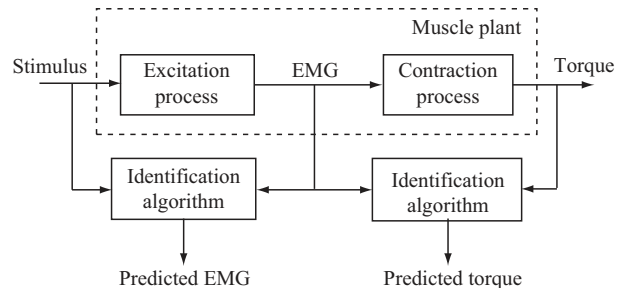 Muscle plant
Stimulus
Excitation
process
EMG
Contraction
process
Torque
Identification
algorithm
Identification
algorithm
Predicted EMG
Predicted torque